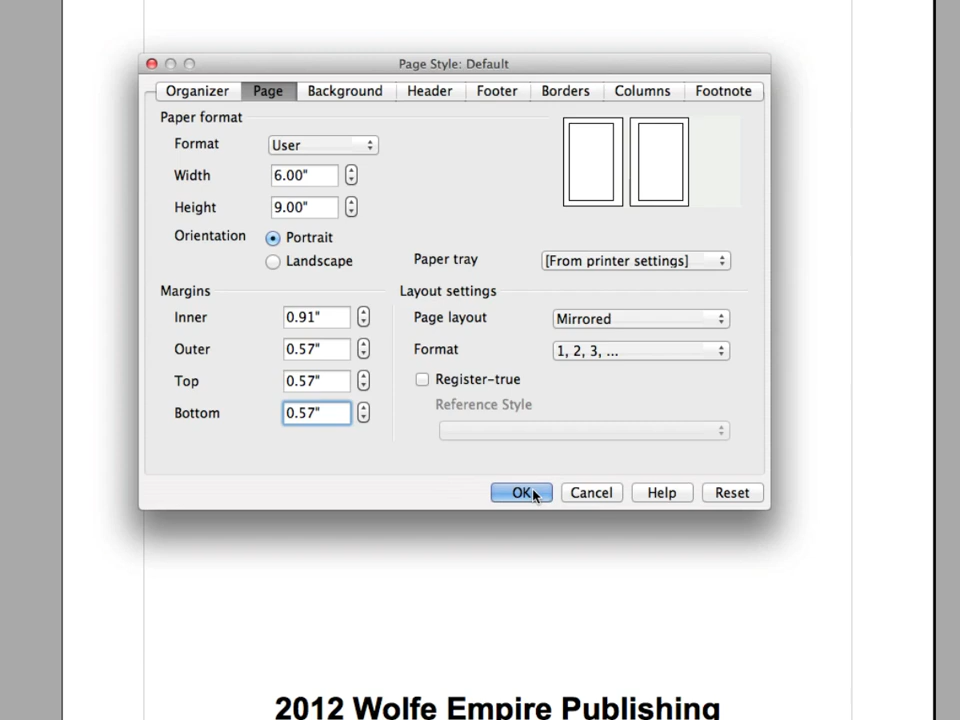 Page Style: Default
Organizer Page Background Header Footer Borders Columns Footnote
Paper format
Format User
Width 6.00"
Height 9.00"
Orientation Portrait
Landscape
Paper tray [From printer settings]
Margins
Inner 0.91"
Outer 0.57"
Top 0.57"
Bottom 0.57"
Layout settings
Page layout Mirrored
Format 1, 2, 3, ...
Register-true
Reference Style
OK Cancel Help Reset
2012 Wolfe Empire Publishing